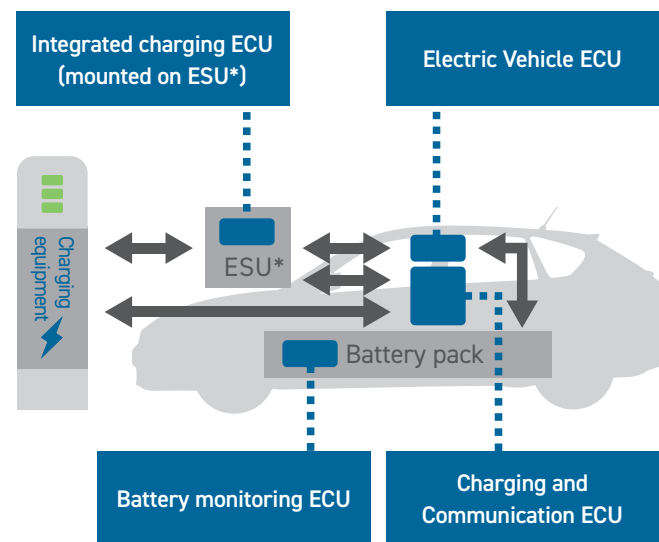 Integrated charging ECU
(mounted on ESU*)
Electric Vehicle ECU
Charging
equipment
ESU*
Battery pack
Battery monitoring ECU
Charging and
Communication ECU